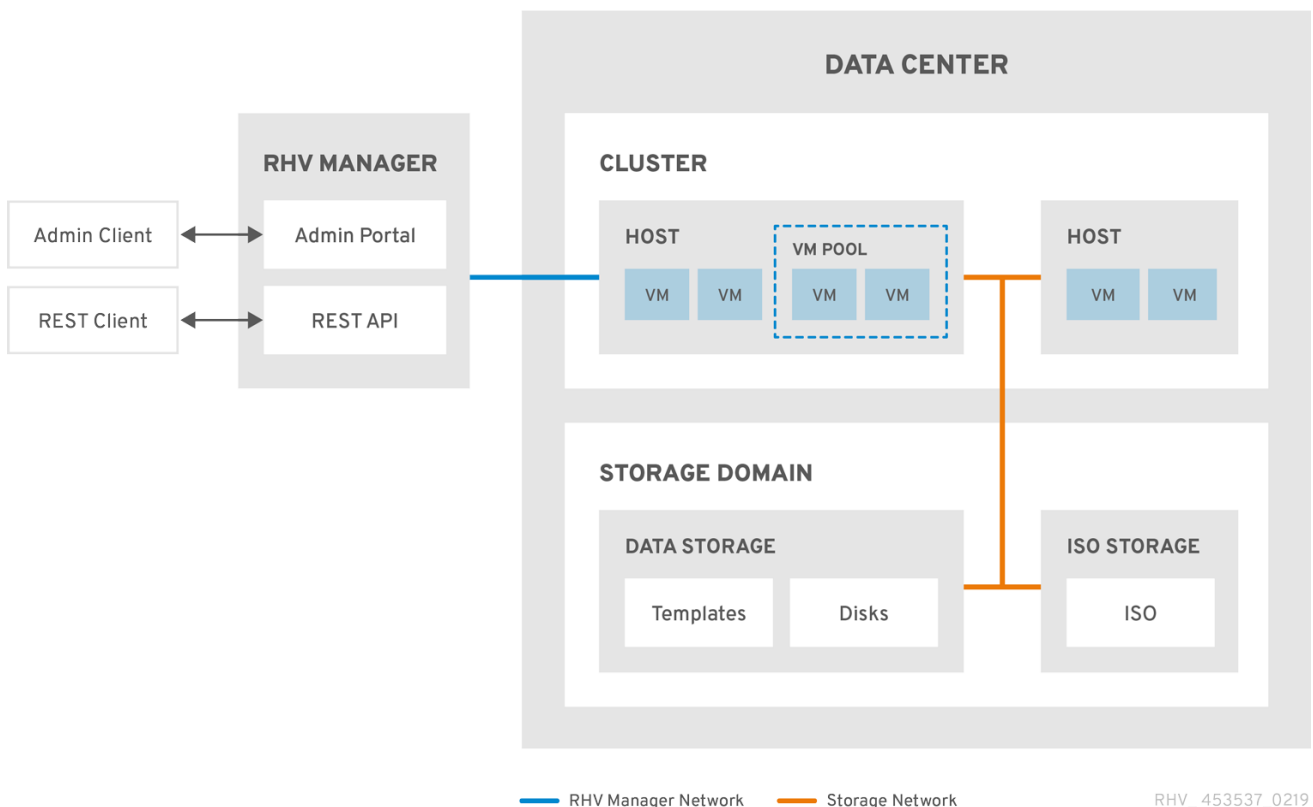 DATA CENTER
RHV MANAGER
Admin Client
Admin Portal
REST Client
REST API
CLUSTER
HOST
VM
VM
VM POOL
VM
VM
HOST
VM
VM
STORAGE DOMAIN
DATA STORAGE
Templates
Disks
ISO STORAGE
ISO
RHV Manager Network
Storage Network
RHV_453537_0219